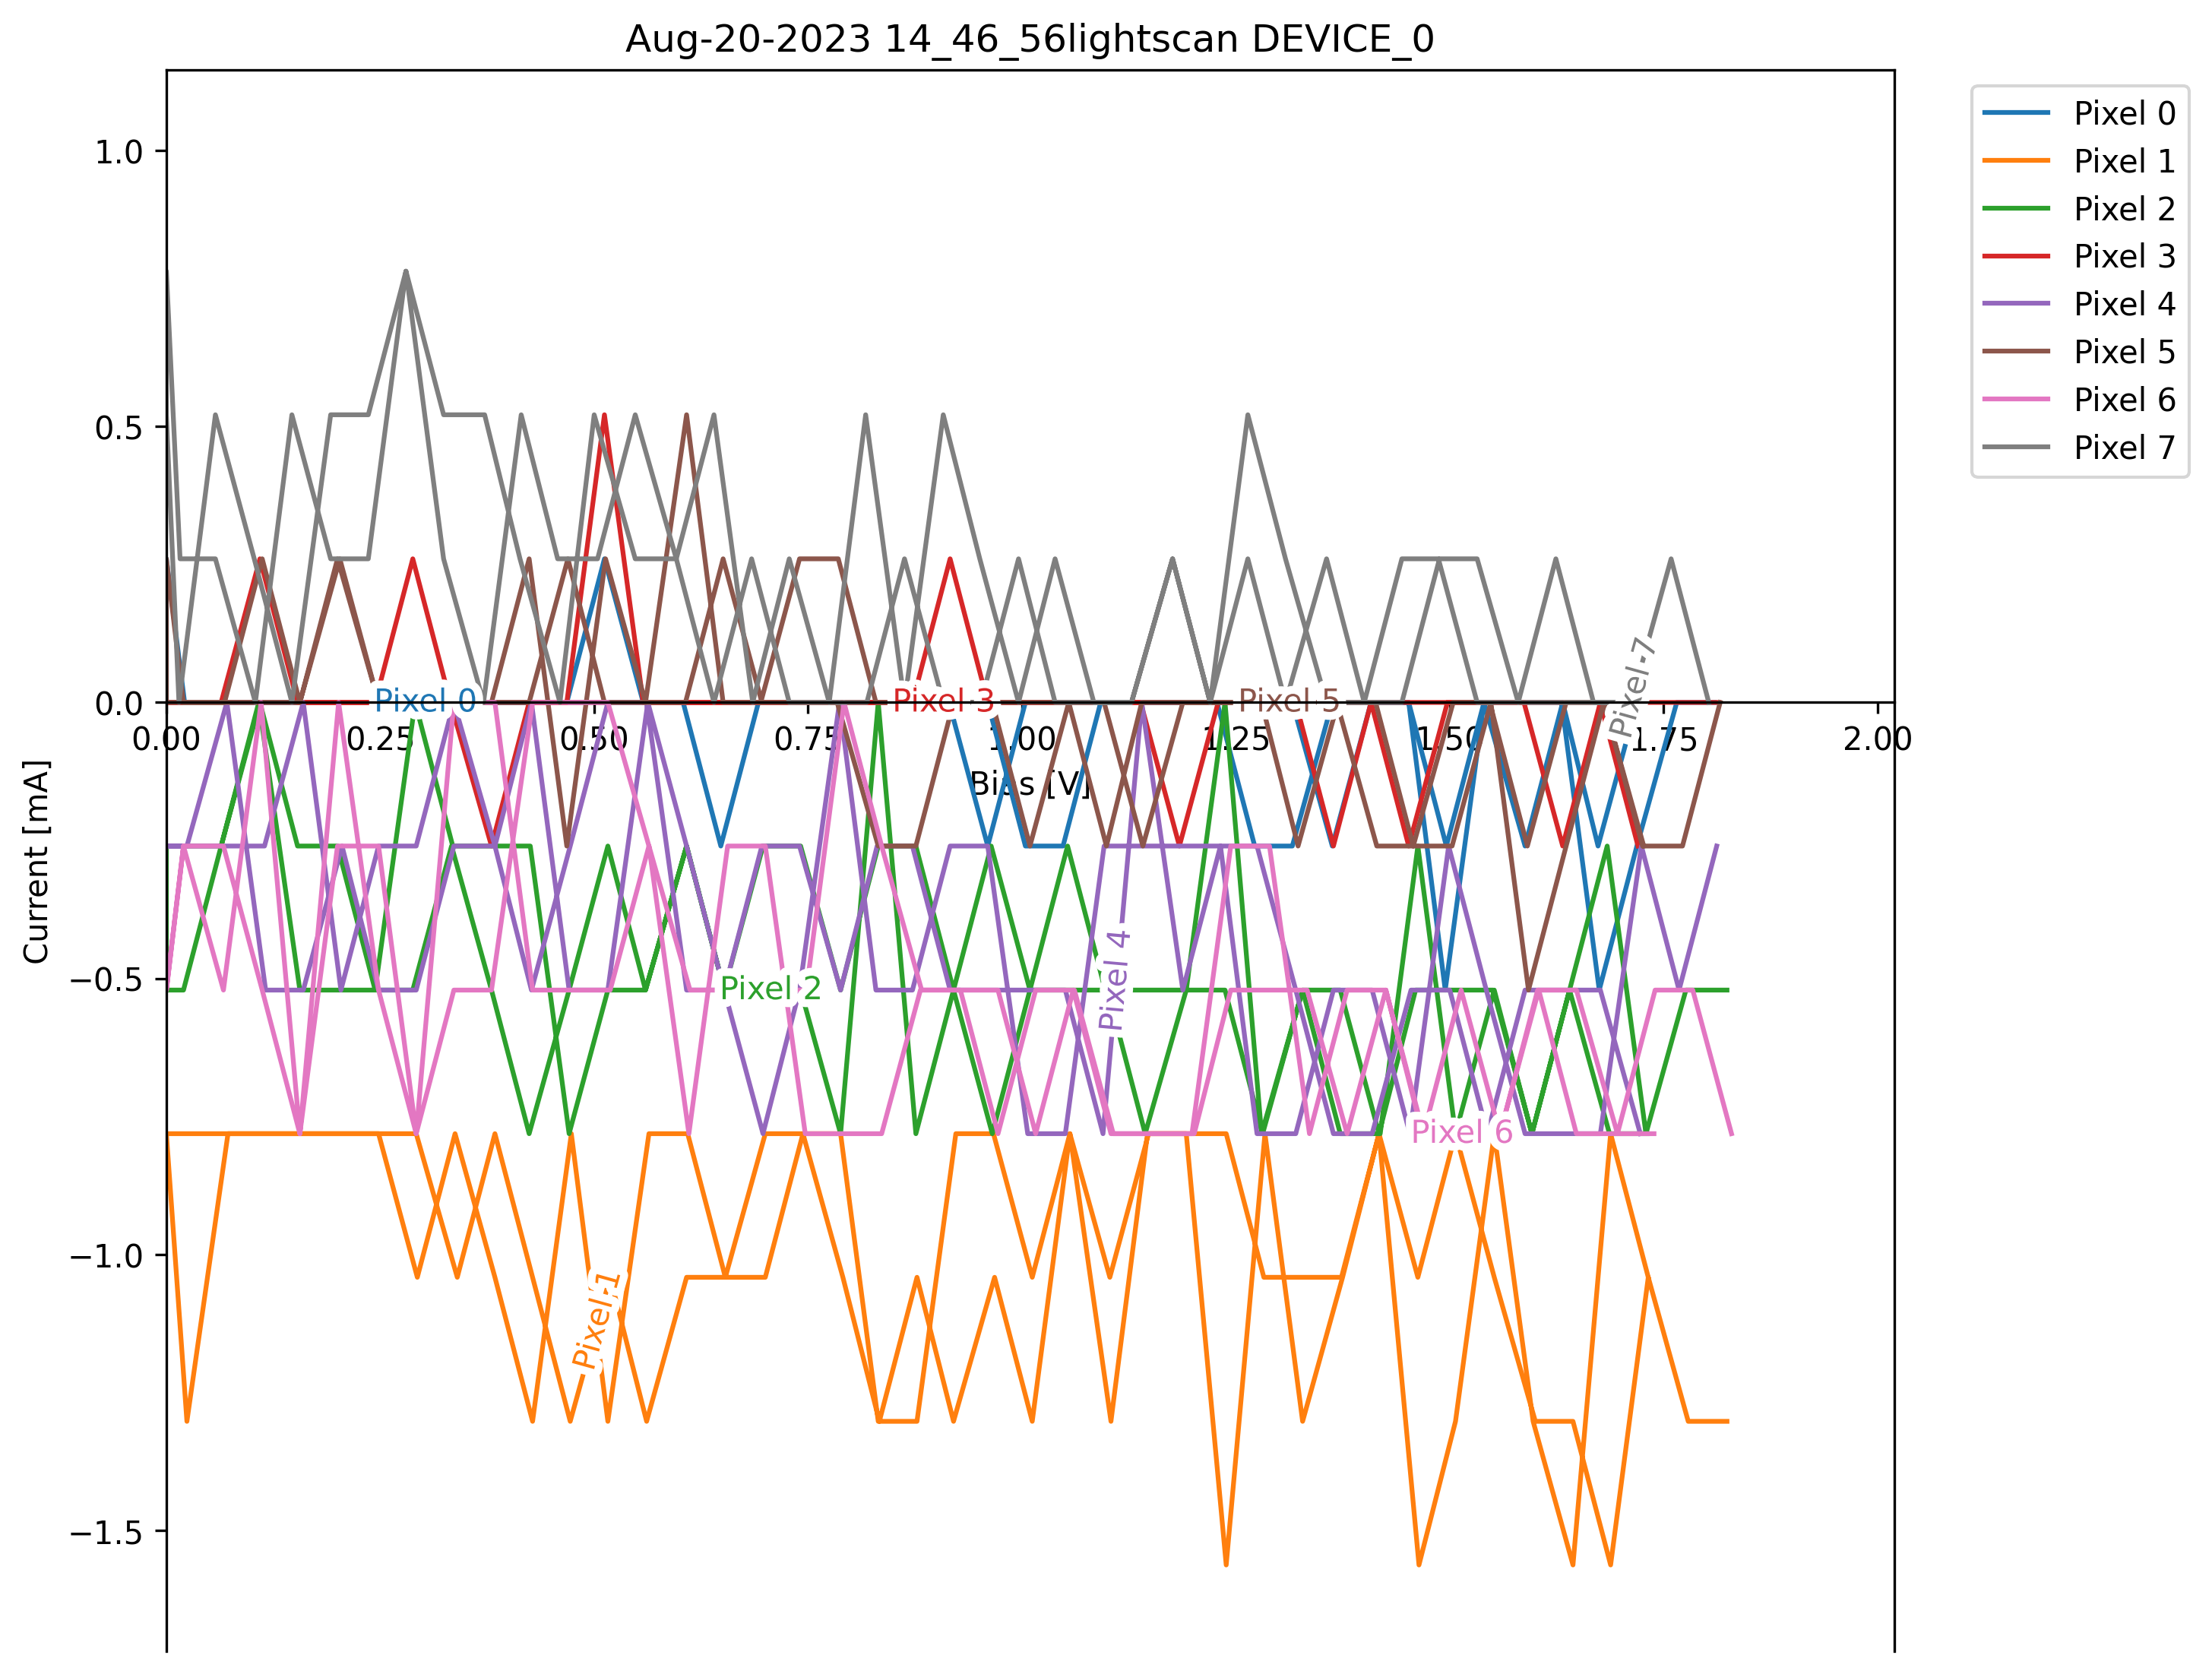 Aug-20-2023 14_46_56lightscan DEVICE_0
Pixel 0
Pixel 1
Pixel 2
Pixel 3
Pixel 4
Pixel 5
Pixel 6
Pixel 7
1.0
0.5
0.0
−0.5
−1.0
−1.5
Current [mA]
0.00
0.25
0.50
0.75
1.00
1.25
1.50
1.75
2.00
Bias [V]
Pixel 0
Pixel 3
Pixel 5
Pixel 7
Pixel 2
Pixel 4
Pixel 6
Pixel 1